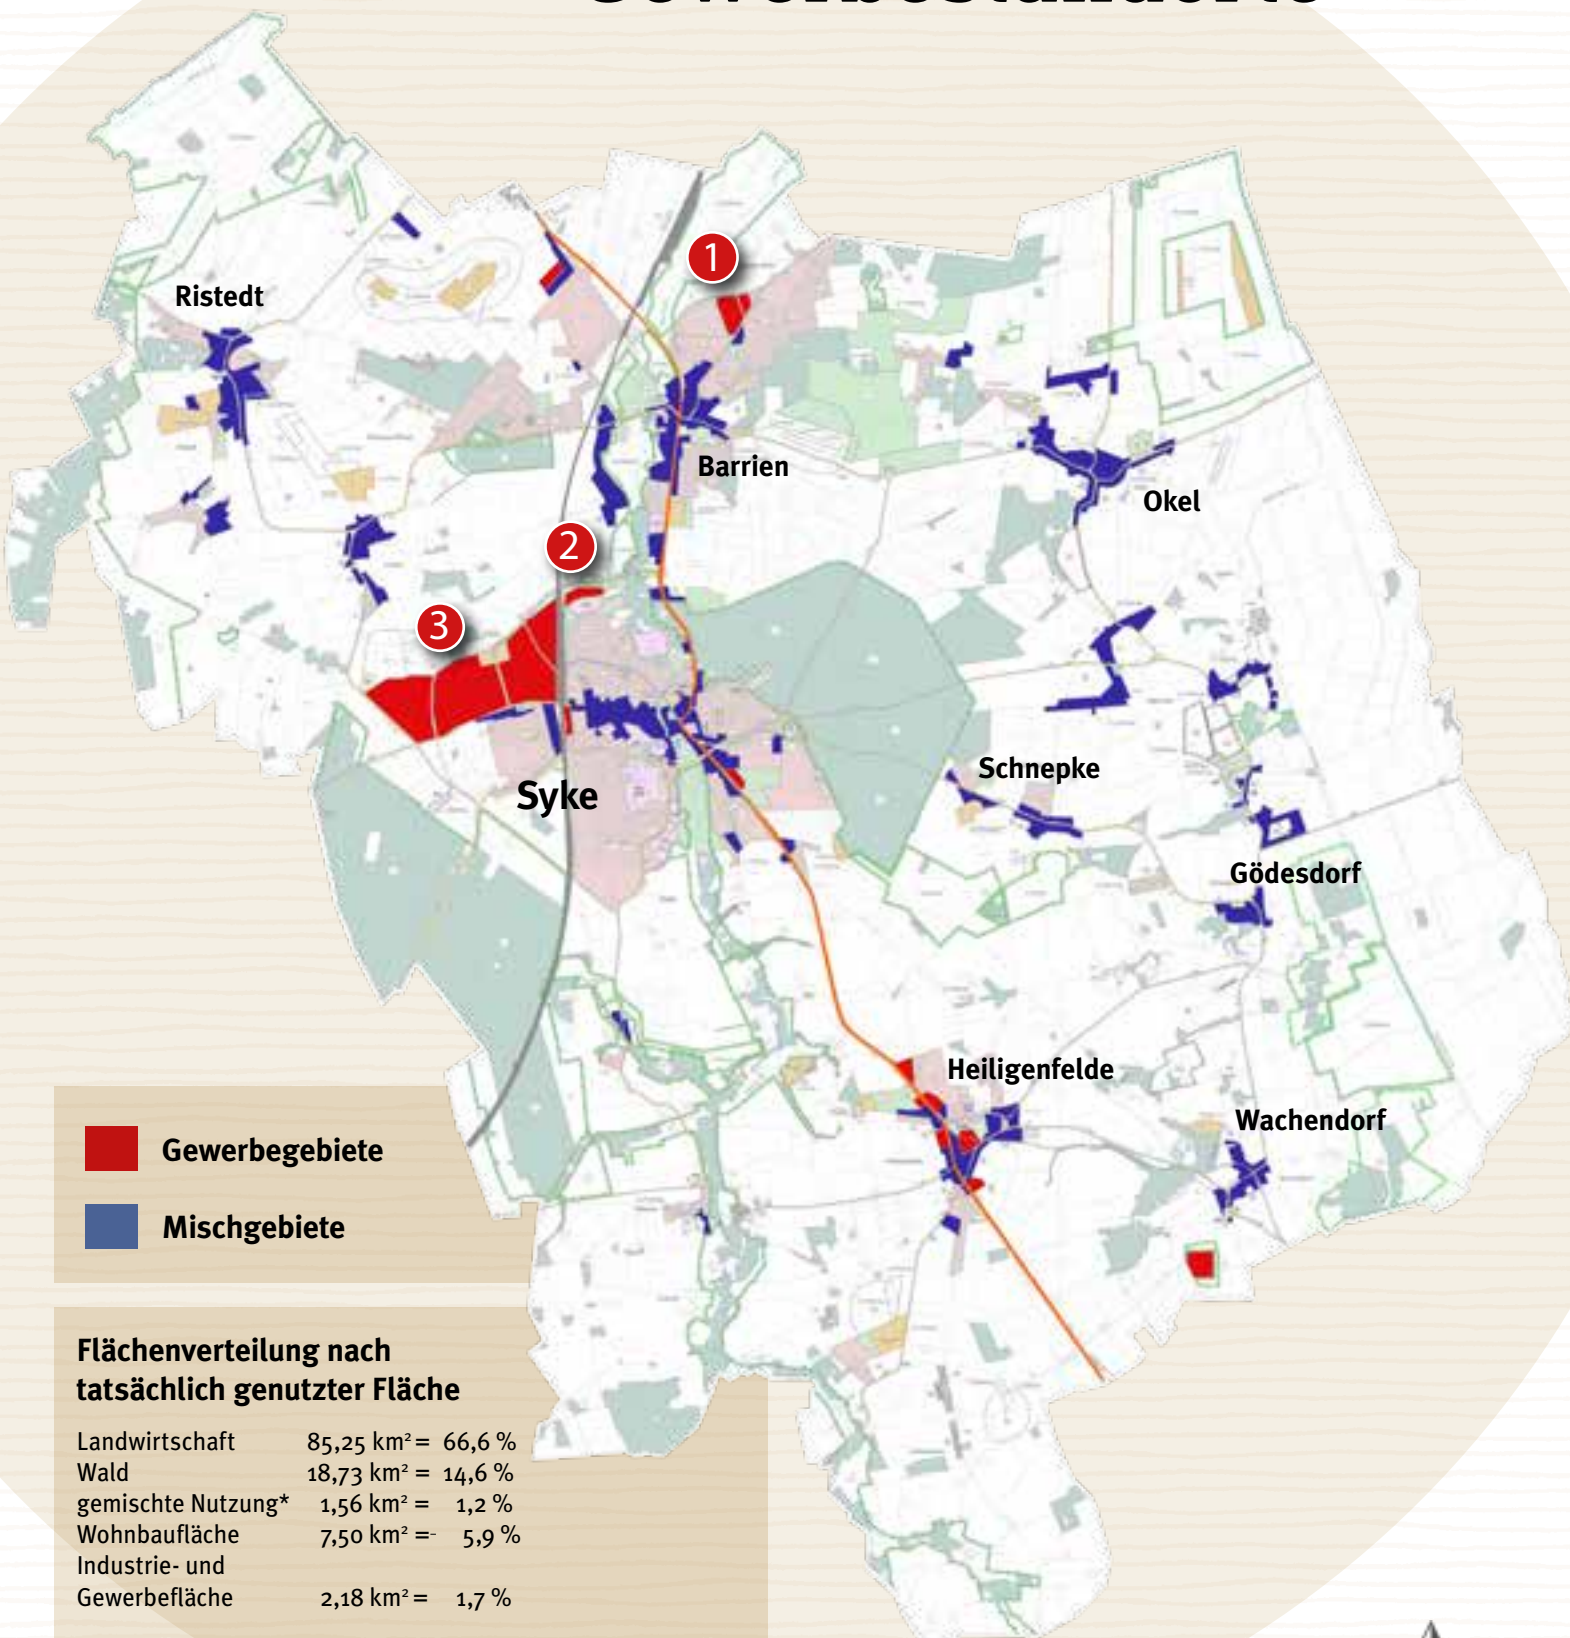 Gewerbestandorte
1
Ristedt
Barrien
Okel
2
3
Schnepke
Syke
Gödesdorf
Heiligenfelde
Wachendorf
Gewerbegebiete
Mischgebiete
Flächenverteilung nach
tatsächlich genutzter Fläche
Landwirtschaft 85,25 km² = 66,6 %
Wald 18,73 km² = 14,6 %
gemischte Nutzung* 1,56 km² = 1,2 %
Wohnbaufläche 7,50 km² =- 5,9 %
Industrie- und
Gewerbefläche 2,18 km² = 1,7 %